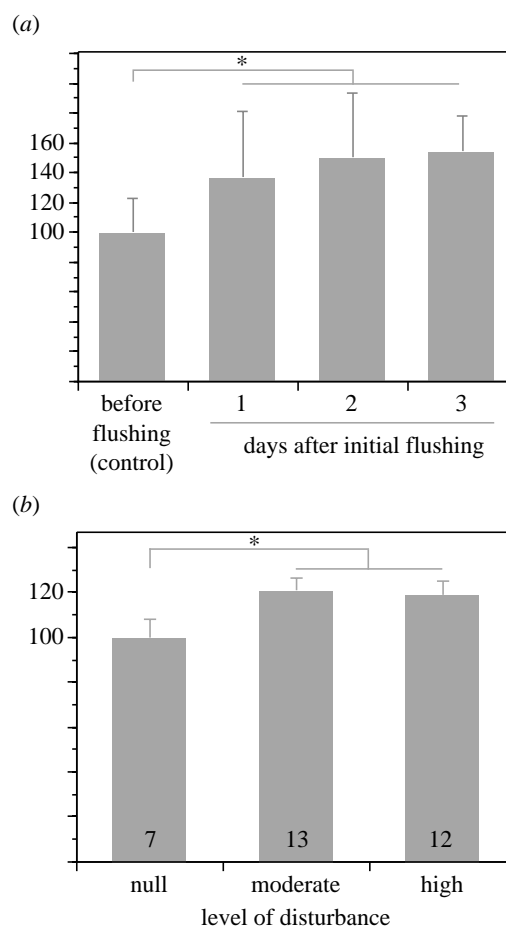 (a)
*
160
140
120
100
before
flushing
(control)
1 2 3
days after initial flushing
(b)
*
120
100
7 13 12
null moderate high
level of disturbance